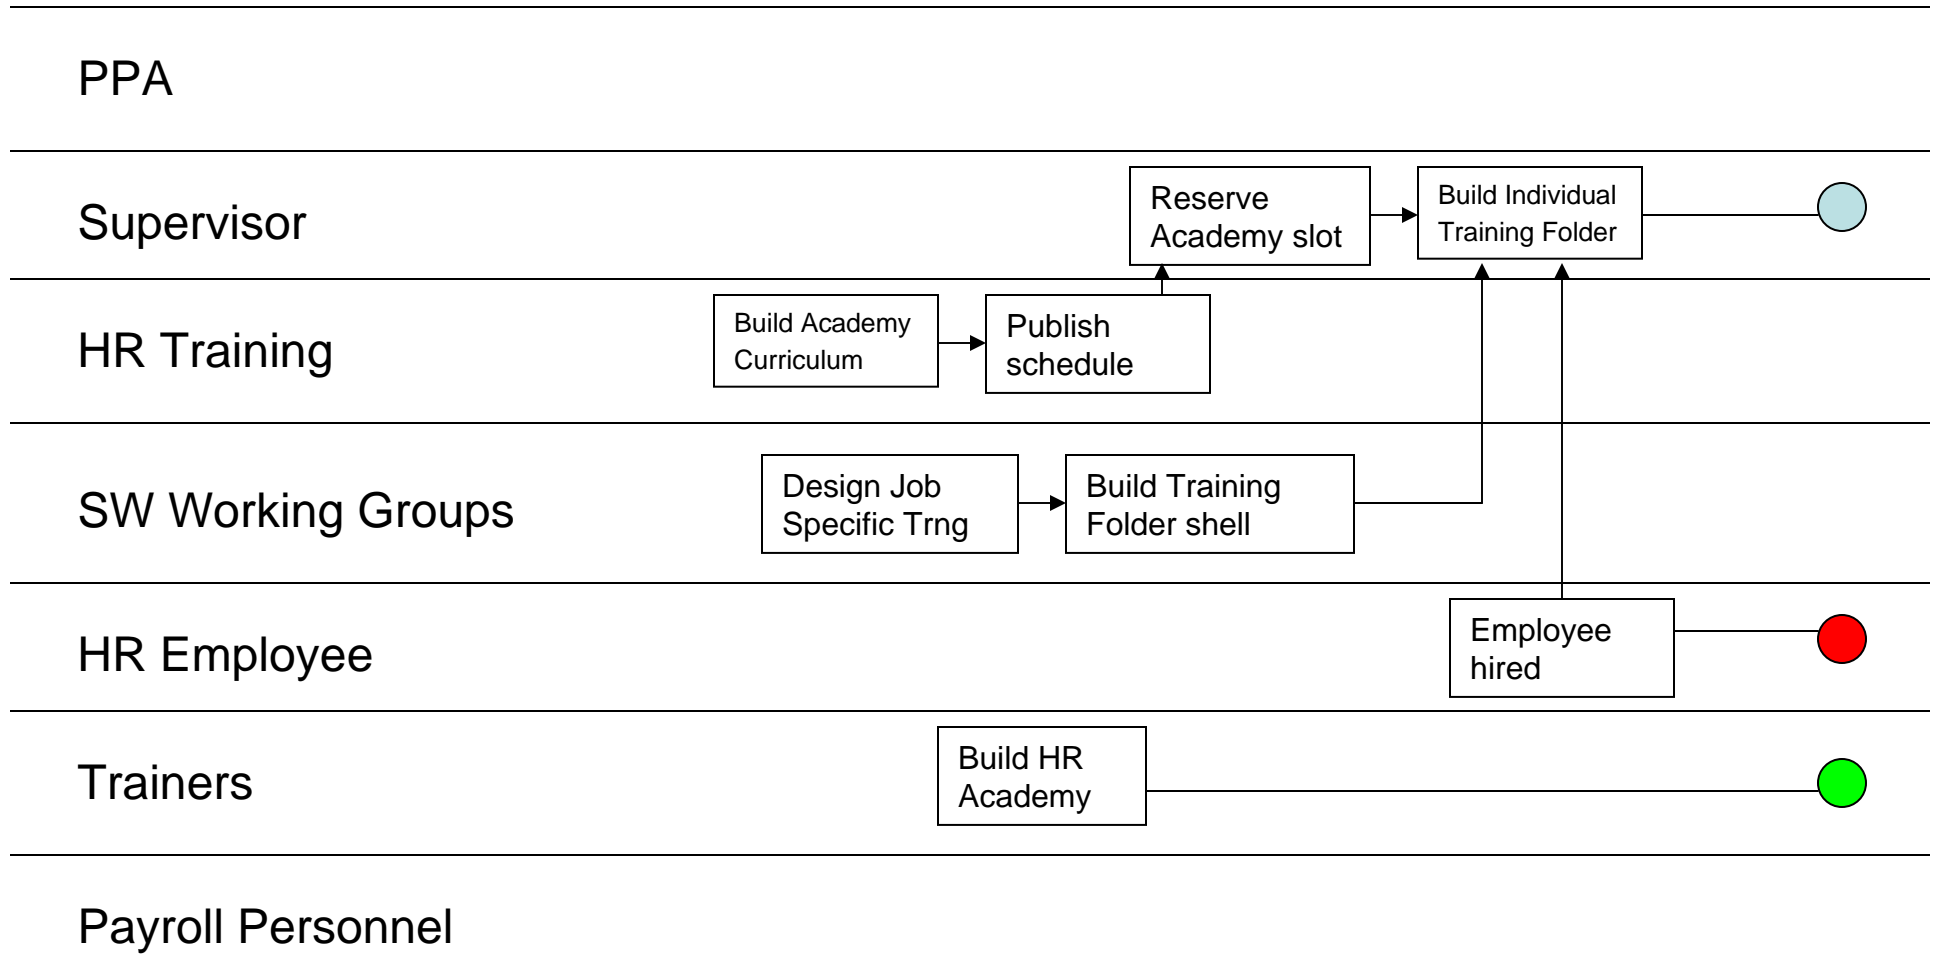 PPA
Supervisor
Reserve
Academy slot
Build Individual
Training Folder
HR Training
Build Academy
Curriculum
Publish
schedule
SW Working Groups
Design Job
Specific Trng
Build Training
Folder shell
HR Employee
Employee
hired
Trainers
Build HR
Academy
Payroll Personnel